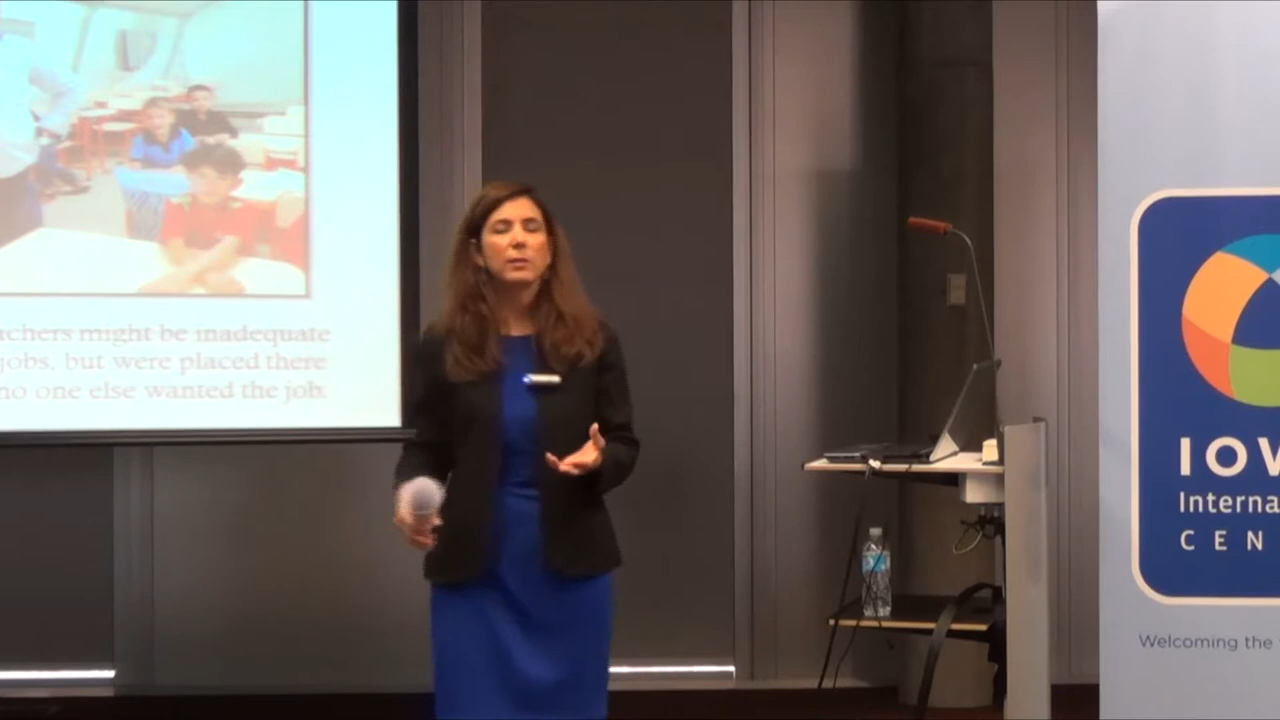 achers might be inadequate
jobs, but were placed there
no one else wanted the job.
IOW
Interna
CEN
Welcoming the